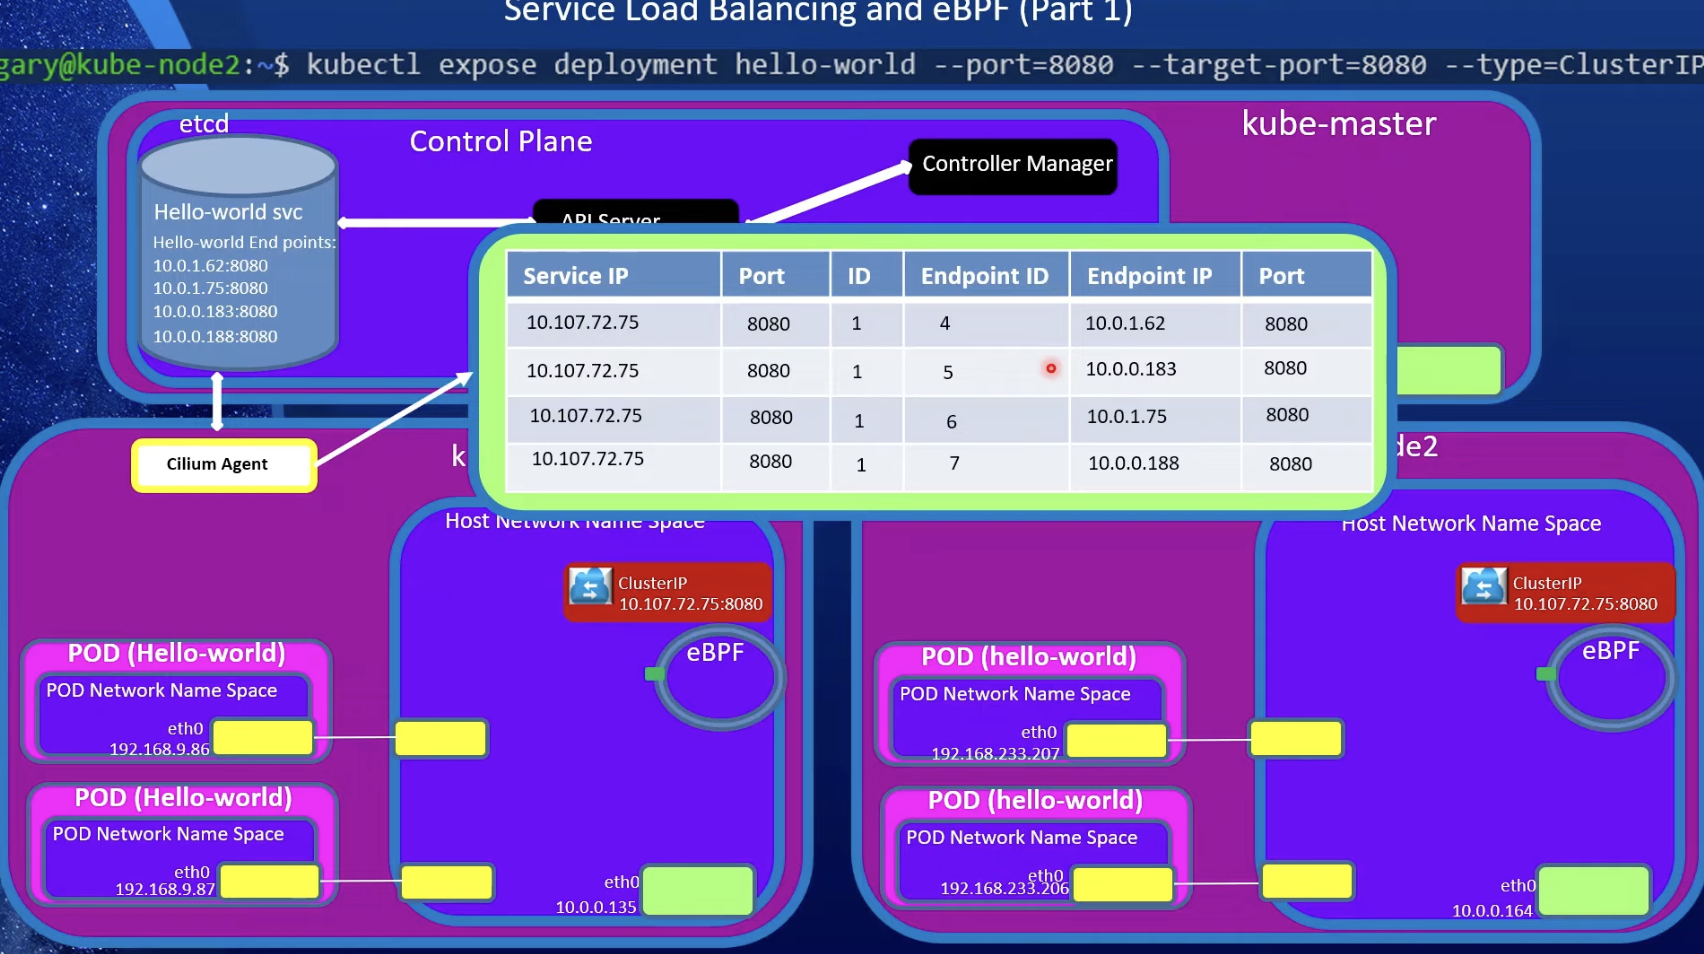 Service Load Balancing and eBPF (Part 1)
gary@kube-node2:~$ kubectl expose deployment hello-world --port=8080 --target-port=8080 --type=ClusterIP
etcd
Control Plane
kube-master
Controller Manager
API Server
Hello-world svc
Hello-world End points:
10.0.1.62:8080
10.0.1.75:8080
10.0.0.183:8080
10.0.0.188:8080
Service IP Port ID Endpoint ID Endpoint IP Port
10.107.72.75 8080 1 4 10.0.1.62 8080
10.107.72.75 8080 1 5 10.0.0.183 8080
10.107.72.75 8080 1 6 10.0.1.75 8080
10.107.72.75 8080 1 7 10.0.0.188 8080
Cilium Agent
k
de2
Host Network Name Space
ClusterIP
10.107.72.75:8080
eBPF
POD (Hello-world)
POD Network Name Space
eth0
192.168.9.86
POD (Hello-world)
POD Network Name Space
eth0
192.168.9.87
eth0
10.0.0.135
Host Network Name Space
ClusterIP
10.107.72.75:8080
eBPF
POD (hello-world)
POD Network Name Space
eth0
192.168.233.207
POD (hello-world)
POD Network Name Space
eth0
192.168.233.206
eth0
10.0.0.164